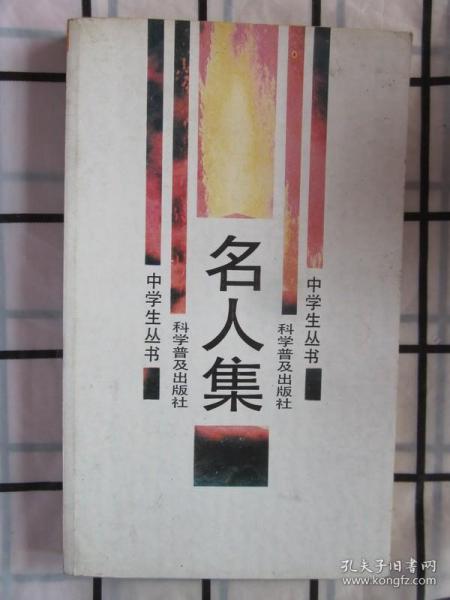 中学生丛书
科学普及出版社
名人集
科学普及出版社
中学生丛书
孔夫子旧书网
www.kongfz.com